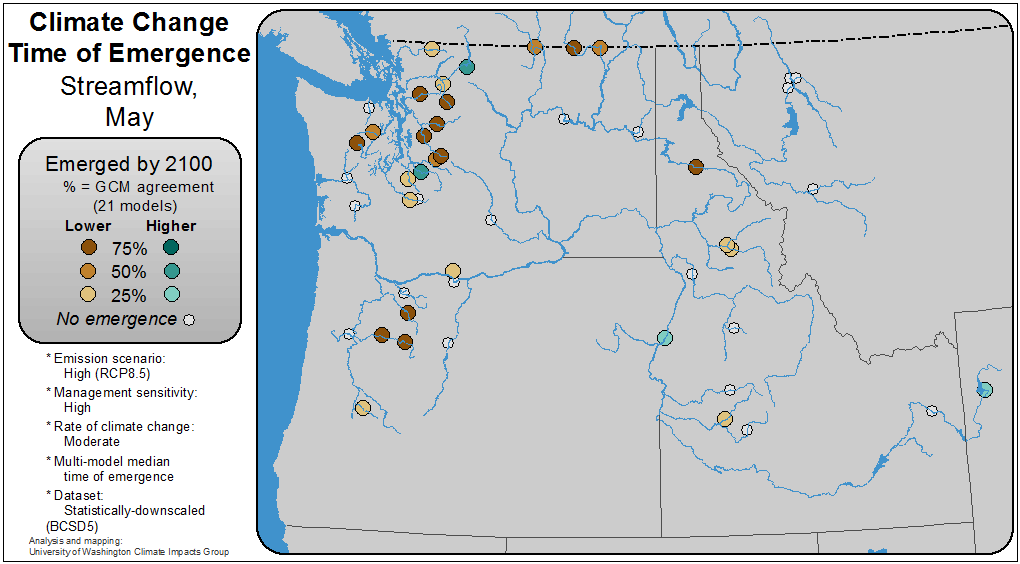 Climate Change
Time of Emergence
Streamflow,
May
Emerged by 2100
% = GCM agreement
(21 models)
Lower Higher
75%
50%
25%
No emergence
* Emission scenario:
High (RCP8.5)
* Management sensitivity:
High
* Rate of climate change:
Moderate
* Multi-model median
time of emergence
* Dataset:
Statistically-downscaled
(BCSD5)
Analysis and mapping:
University of Washington Climate Impacts Group